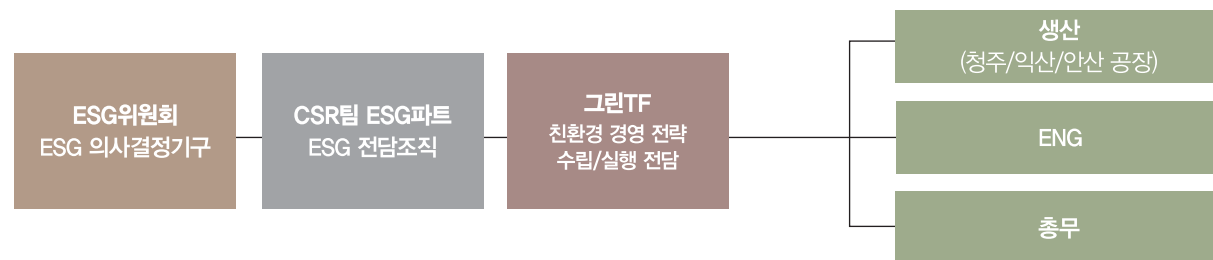 ESG위원회
ESG 의사결정기구
CSR팀 ESG파트
ESG 전담조직
그린TF
친환경 경영 전략
수립/실행 전담
생산
(청주/익산/안산 공장)
ENG
총무